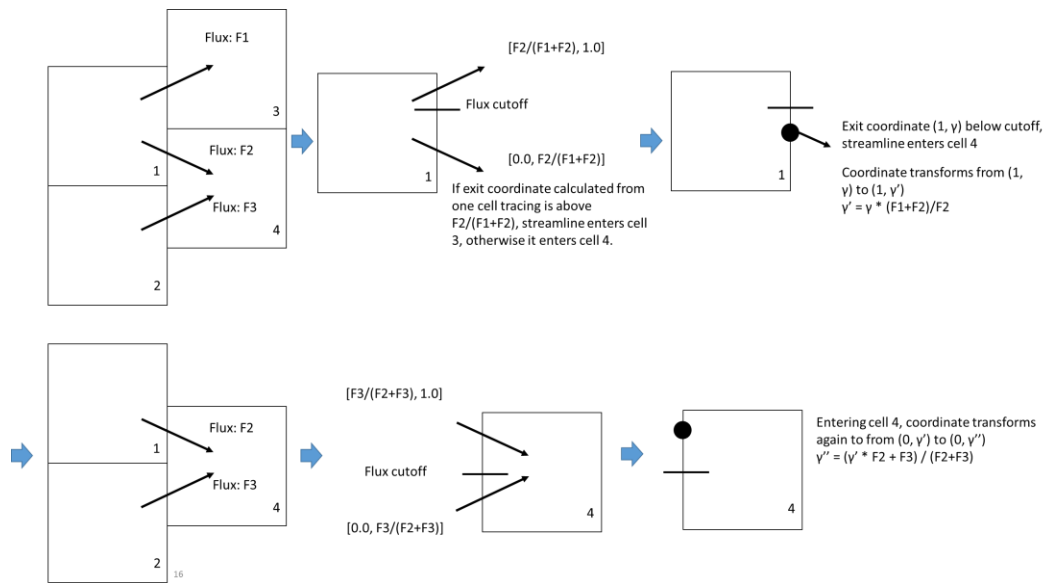 Flux: F1
3
Flux: F2
1
Flux: F3
4
2
[F2/(F1+F2), 1.0]
Flux cutoff
[0.0, F2/(F1+F2)]
1
If exit coordinate calculated from
one cell tracing is above
F2/(F1+F2), streamline enters cell
3, otherwise it enters cell 4.
1
Exit coordinate (1, γ) below cutoff,
streamline enters cell 4
Coordinate transforms from (1,
γ) to (1, γ’)
γ’ = γ * (F1+F2)/F2
Flux: F2
1
Flux: F3
4
2
16
[F3/(F2+F3), 1.0]
Flux cutoff
[0.0, F3/(F2+F3)]
4
4
Entering cell 4, coordinate transforms
again to from (0, γ’) to (0, γ’’)
γ’’ = (γ’ * F2 + F3) / (F2+F3)